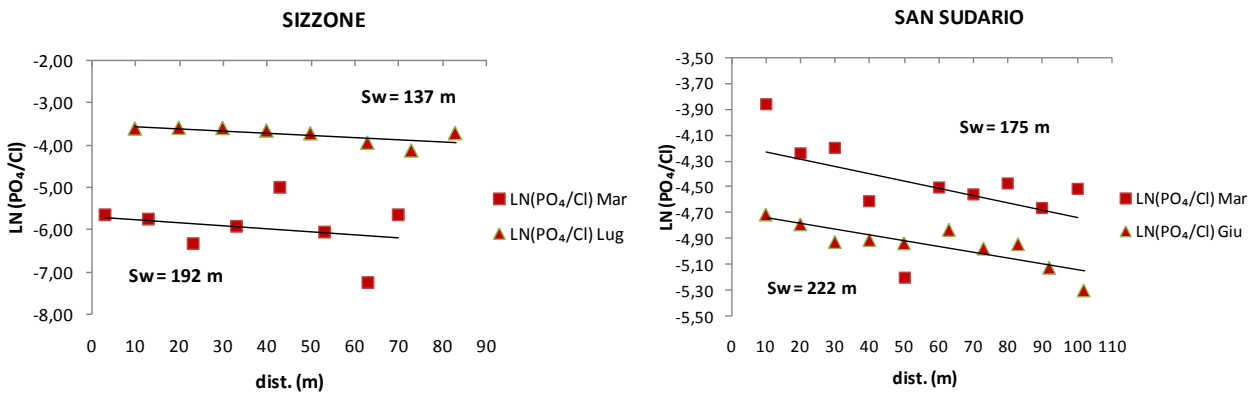 SIZZONE
LN (PO₄/Cl)
-2,00
-3,00
-4,00
-5,00
-6,00
-7,00
-8,00
Sw = 137 m
Sw = 192 m
0 10 20 30 40 50 60 70 80 90
dist. (m)
LN(PO₄/Cl) Mar
LN(PO₄/Cl) Lug
SAN SUDARIO
LN (PO₄/Cl)
-3,50
-3,70
-3,90
-4,10
-4,30
-4,50
-4,70
-4,90
-5,10
-5,30
-5,50
Sw = 175 m
Sw = 222 m
0 10 20 30 40 50 60 70 80 90 100 110
dist. (m)
LN(PO₄/Cl) Mar
LN(PO₄/Cl) Giu